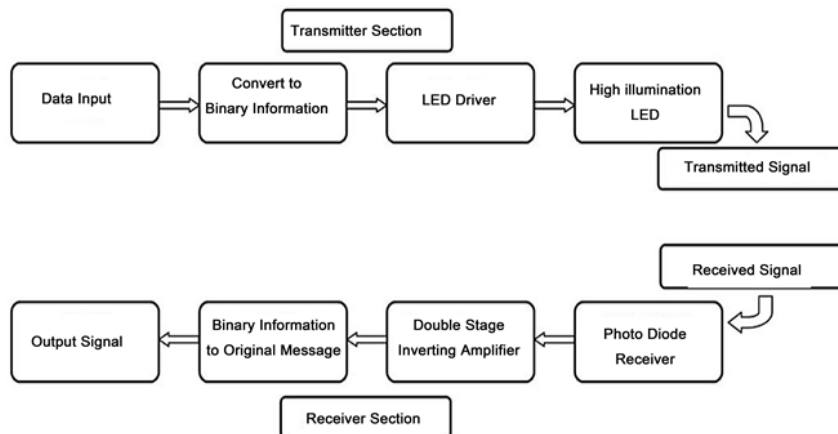 Transmitter Section
Data Input
Convert to
Binary Information
LED Driver
High illumination
LED
Transmitted Signal
Received Signal
Output Signal
Binary Information
to Original Message
Double Stage
Inverting Amplifier
Photo Diode
Receiver
Receiver Section